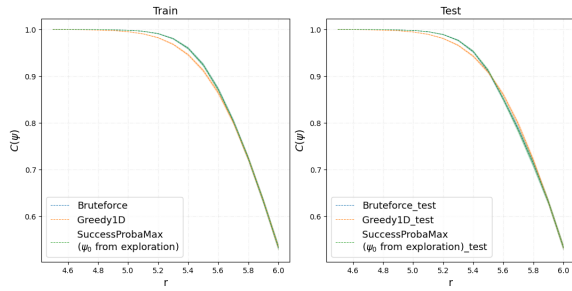 Train
C(ψ)
1.0
0.9
0.8
0.7
0.6
Bruteforce
Greedy1D
SuccessProbaMax
(ψ₀ from exploration)
4.6 4.8 5.0 5.2 5.4 5.6 5.8 6.0
r
Test
C(ψ)
1.0
0.9
0.8
0.7
0.6
Bruteforce_test
Greedy1D_test
SuccessProbaMax
(ψ₀ from exploration)_test
4.6 4.8 5.0 5.2 5.4 5.6 5.8 6.0
r